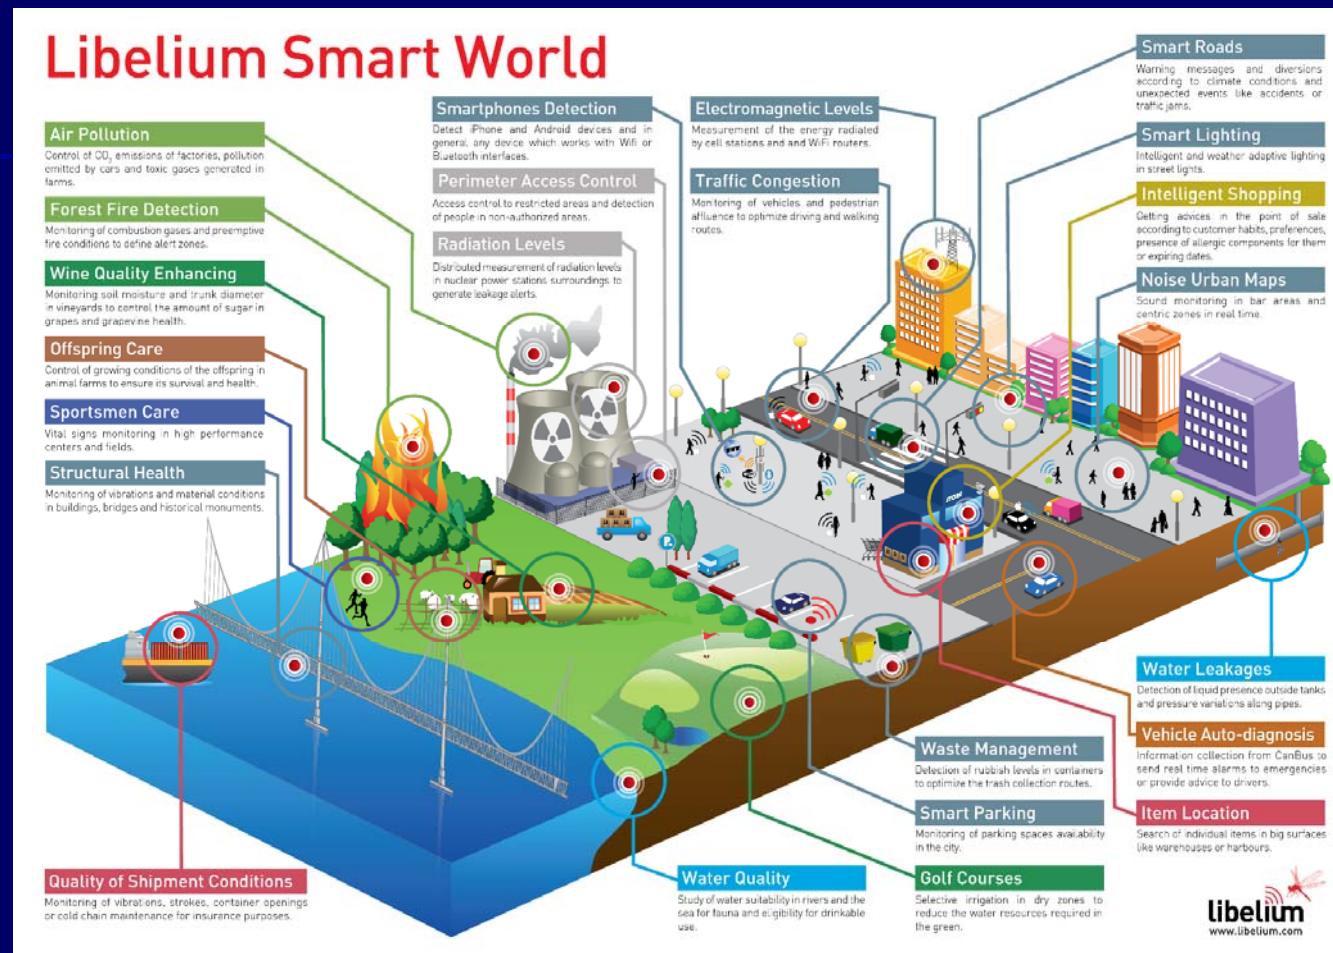 Libelium Smart World
Air Pollution
Control of CO2 emissions of factories, pollution
emitted by cars and toxic gases generated in
farms.
Forest Fire Detection
Monitoring of combustion gases and preemptive
fire conditions to define alert zones.
Wine Quality Enhancing
Monitoring soil moisture and trunk diameter
in vineyards to control the amount of sugar in
grapes and grapevine health.
Offspring Care
Control of growing conditions of the offspring in
animal farms to ensure its survival and health.
Sportsmen Care
Vital signs monitoring in high performance
centers and fields.
Structural Health
Monitoring of vibrations and material conditions
in buildings, bridges and historical monuments.
Quality of Shipment Conditions
Monitoring of vibrations, strokes, container openings
or cold chain maintenance for insurance purposes.
Smartphones Detection
Detect iPhone and Android devices and in
general any device which works with Wifi or
Bluetooth interfaces.
Perimeter Access Control
Access control to restricted areas and detection
of people in non-authorized areas.
Radiation Levels
Distributed measurement of radiation levels
in nuclear power stations surroundings to
generate leakage alerts.
Electromagnetic Levels
Measurement of the energy radiated
by cell stations and and WiFi routers.
Traffic Congestion
Monitoring of vehicles and pedestrian
affluence to optimize driving and walking
routes.
Smart Roads
Warning messages and diversions
according to climate conditions and
unexpected events like accidents or
traffic jams.
Smart Lighting
Intelligent and weather adaptive lighting
in street lights.
Intelligent Shopping
Getting advices in the point of sale
according to customer habits, preferences,
presence of allergic components for them
or expiring dates.
Noise Urban Maps
Sound monitoring in bar areas and
centric zones in real time.
P
Water Leakages
Detection of liquid presence outside tanks
and pressure variations along pipes.
Vehicle Auto-diagnosis
Information collection from CanBus to
send real time alarms to emergencies
or provide advice to drivers.
Item Location
Search of individual items in big surfaces
like warehouses or harbours.
Waste Management
Detection of rubbish levels in containers
to optimize the trash collection routes.
Smart Parking
Monitoring of parking spaces availability
in the city.
Golf Courses
Selective irrigation in dry zones to
reduce the water resources required in
the green.
Water Quality
Study of water suitability in rivers and the
sea for fauna and eligibility for drinkable
use.
libelium
www.libelium.com